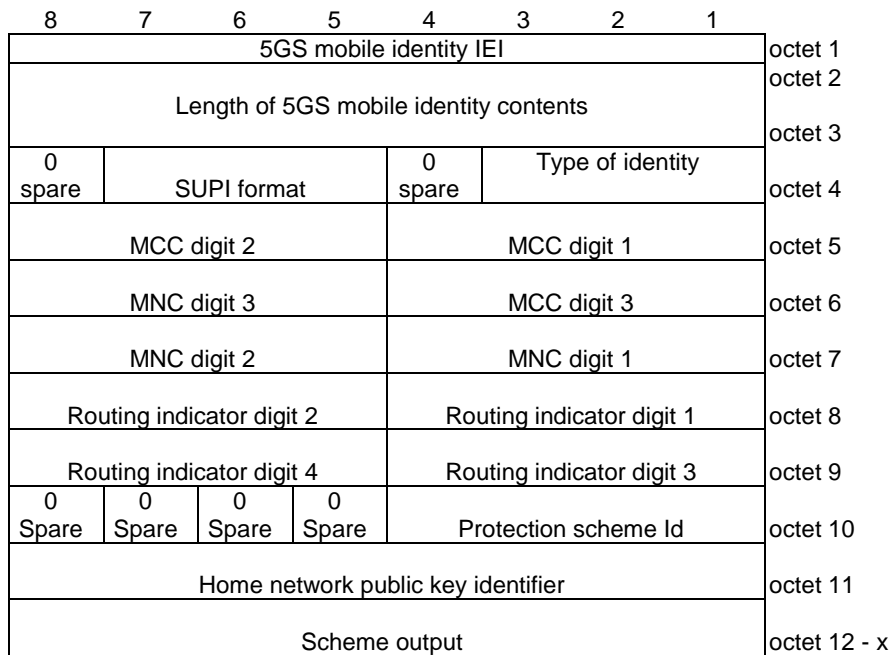 8 7 6 5 4 3 2 1
5GS mobile identity IEI octet 1
octet 2
Length of 5GS mobile identity contents
octet 3
0 0 Type of identity
spare SUPI format spare octet 4
MCC digit 2 MCC digit 1 octet 5
MNC digit 3 MCC digit 3 octet 6
MNC digit 2 MNC digit 1 octet 7
Routing indicator digit 2 Routing indicator digit 1 octet 8
Routing indicator digit 4 Routing indicator digit 3 octet 9
0 0 0 0
Spare Spare Spare Spare Protection scheme Id octet 10
Home network public key identifier octet 11
Scheme output octet 12 - x